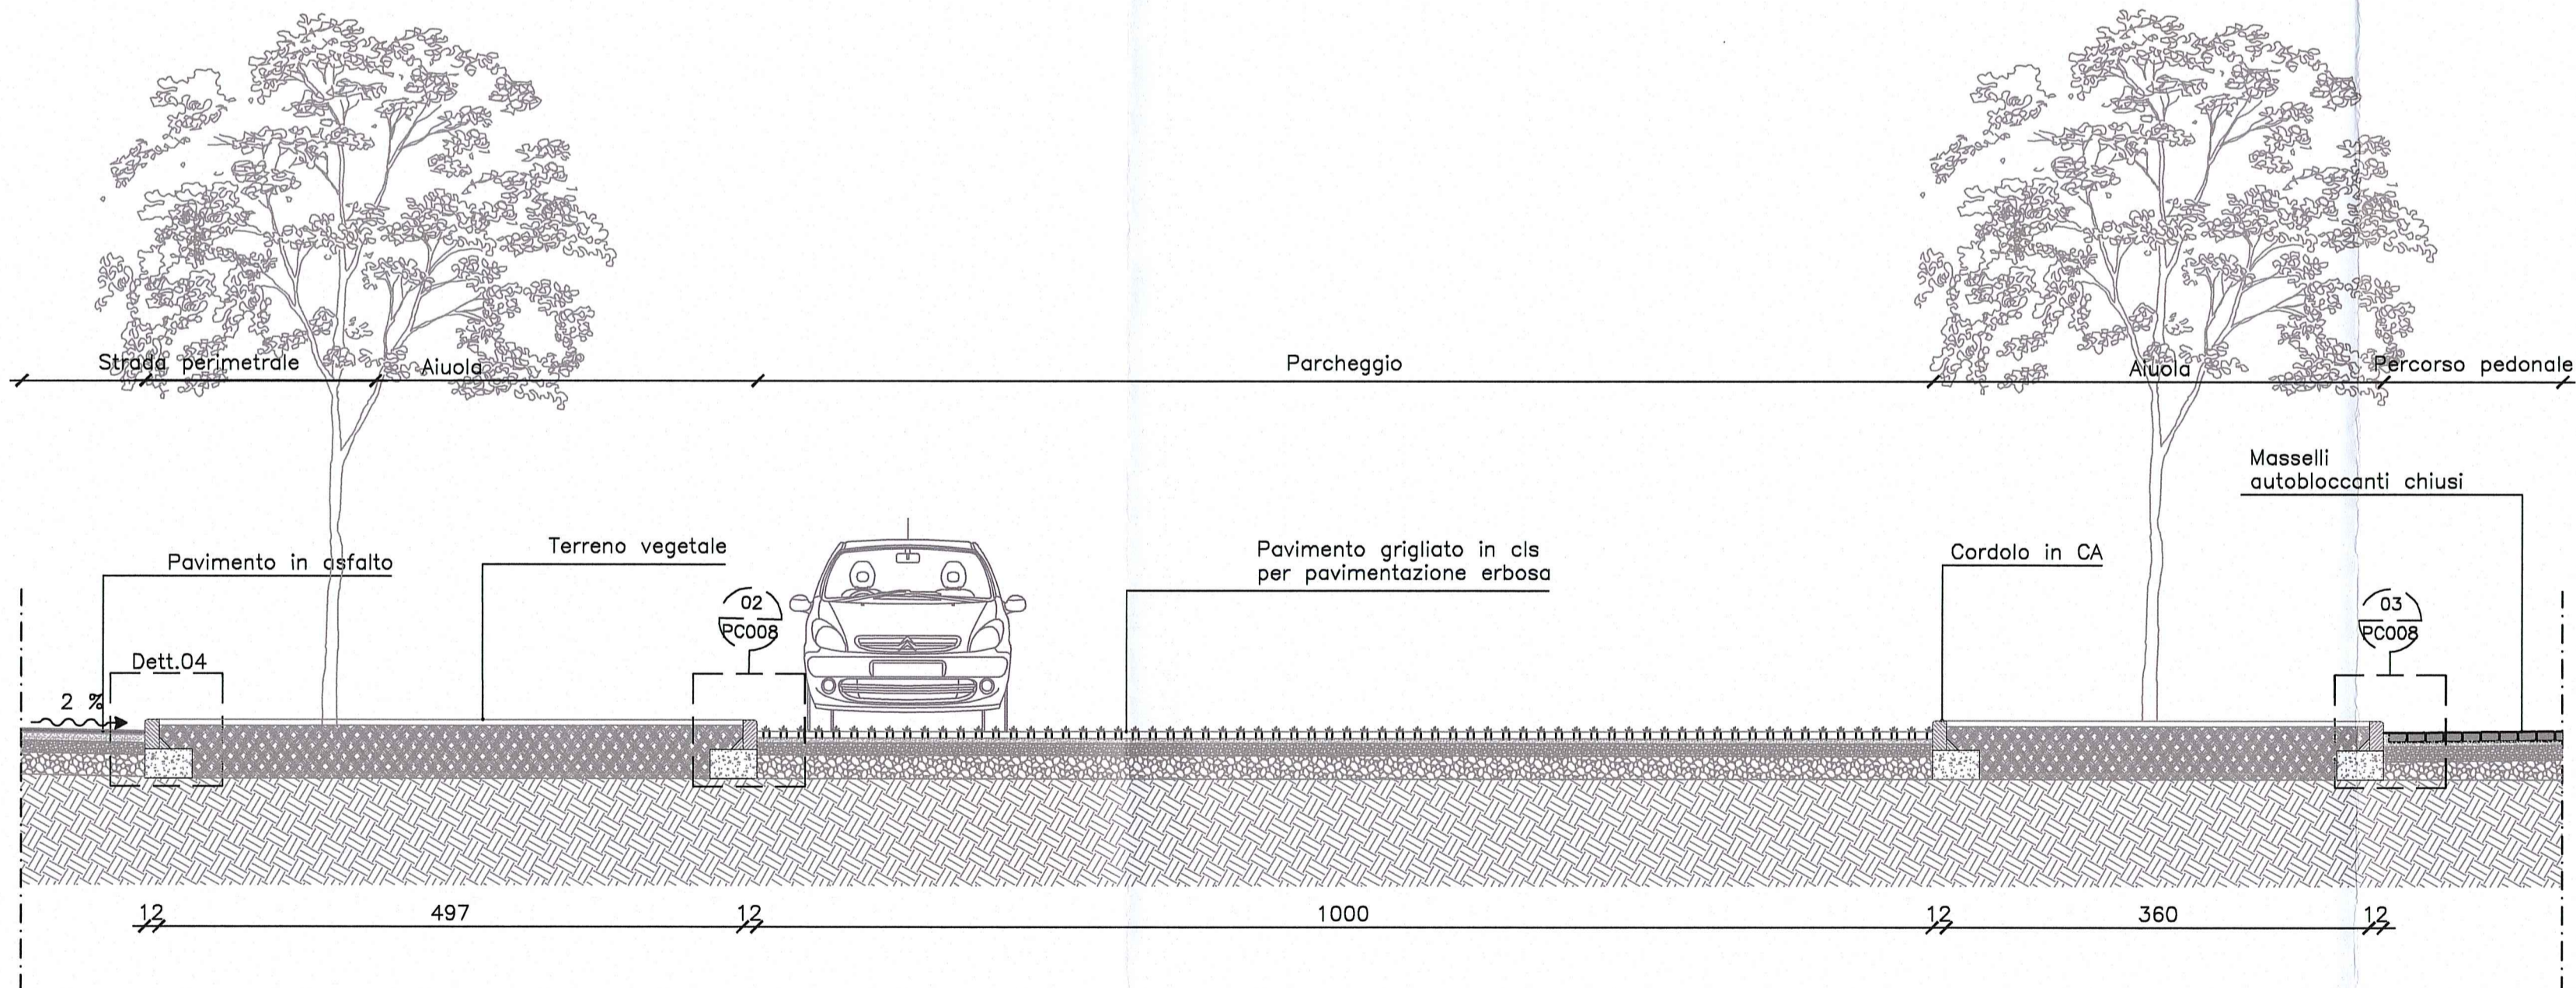 Strada perimetrale
Aiuola
Parcheggio
Aiuola
Percorso pedonale
Masselli
autobloccanti chiusi
Pavimento in asfalto
Terreno vegetale
Pavimento grigliato in cls
per pavimentazione erbosa
Cordolo in CA
02
PC008
03
PC008
Dett.04
2 %
12
497
12
1000
12
360
12